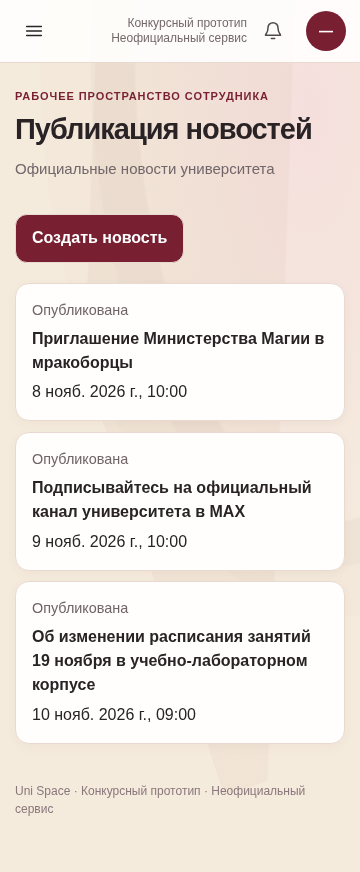 Конкурсный прототип
Неофициальный сервис
—
РАБОЧЕЕ ПРОСТРАНСТВО СОТРУДНИКА
Публикация новостей
Официальные новости университета
Создать новость
Опубликована
Приглашение Министерства Магии в
мракоборцы
8 нояб. 2026 г., 10:00
Опубликована
Подписывайтесь на официальный
канал университета в MAX
9 нояб. 2026 г., 10:00
Опубликована
Об изменении расписания занятий
19 ноября в учебно-лабораторном
корпусе
10 нояб. 2026 г., 09:00
Uni Space · Конкурсный прототип · Неофициальный
сервис